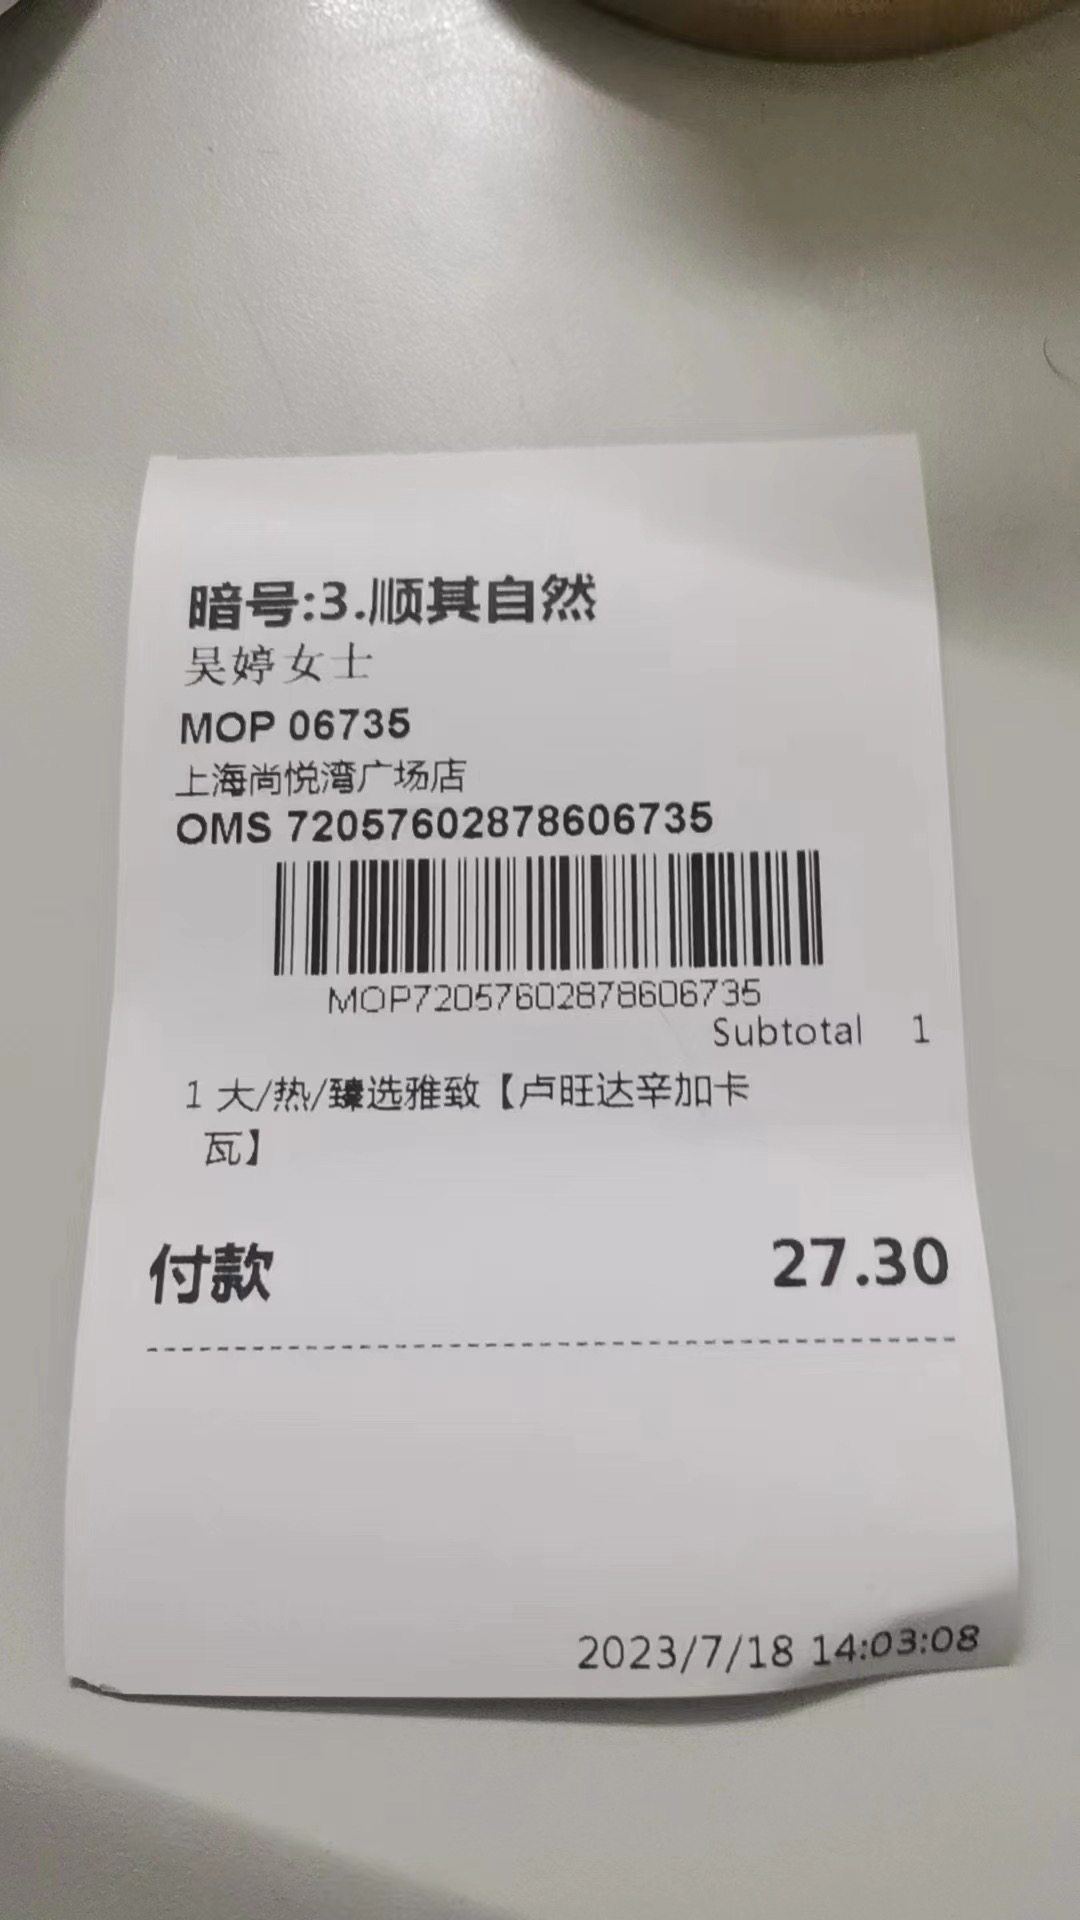 暗号:3.顺其自然
吴婷女士
MOP 06735
上海尚悦湾广场店
OMS 72057602878606735
MOP72057602878606735
Subtotal 1
1 大/热/臻选雅致【卢旺达辛加卡
瓦】
付款 27.30
2023/7/18 14:03:08